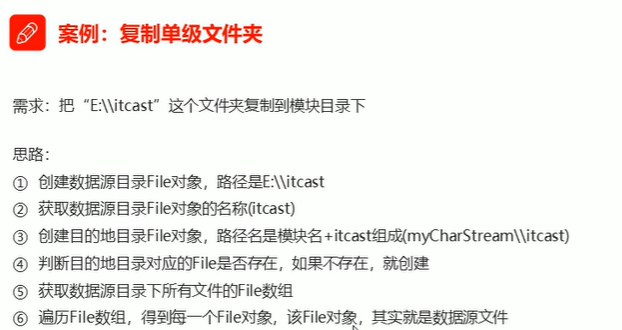 案例：复制单级文件夹
需求：把“E:\\itcast”这个文件夹复制到模块目录下
思路：
① 创建数据源目录File对象，路径是E:\\itcast
② 获取数据源目录File对象的名称(itcast)
③ 创建目的地目录File对象，路径名是模块名+itcast组成(myCharStream\\itcast)
④ 判断目的地目录对应的File是否存在，如果不存在，就创建
⑤ 获取数据源目录下所有文件的File数组
⑥ 遍历File数组，得到每一个File对象，该File对象，其实就是数据源文件